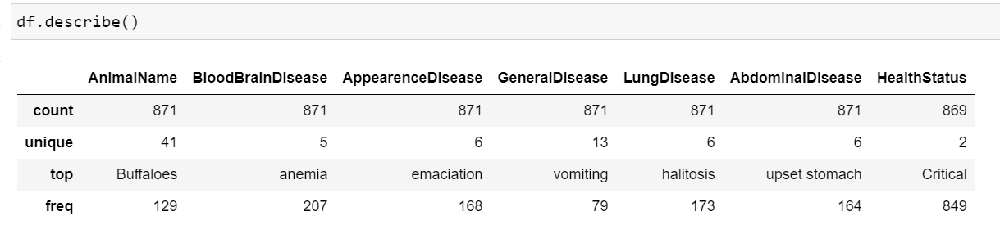 df.describe()
AnimalName BloodBrainDisease AppearenceDisease GeneralDisease LungDisease AbdominalDisease HealthStatus
count 871 871 871 871 871 871 869
unique 41 5 6 13 6 6 2
top Buffaloes anemia emaciation vomiting halitosis upset stomach Critical
freq 129 207 168 79 173 164 849